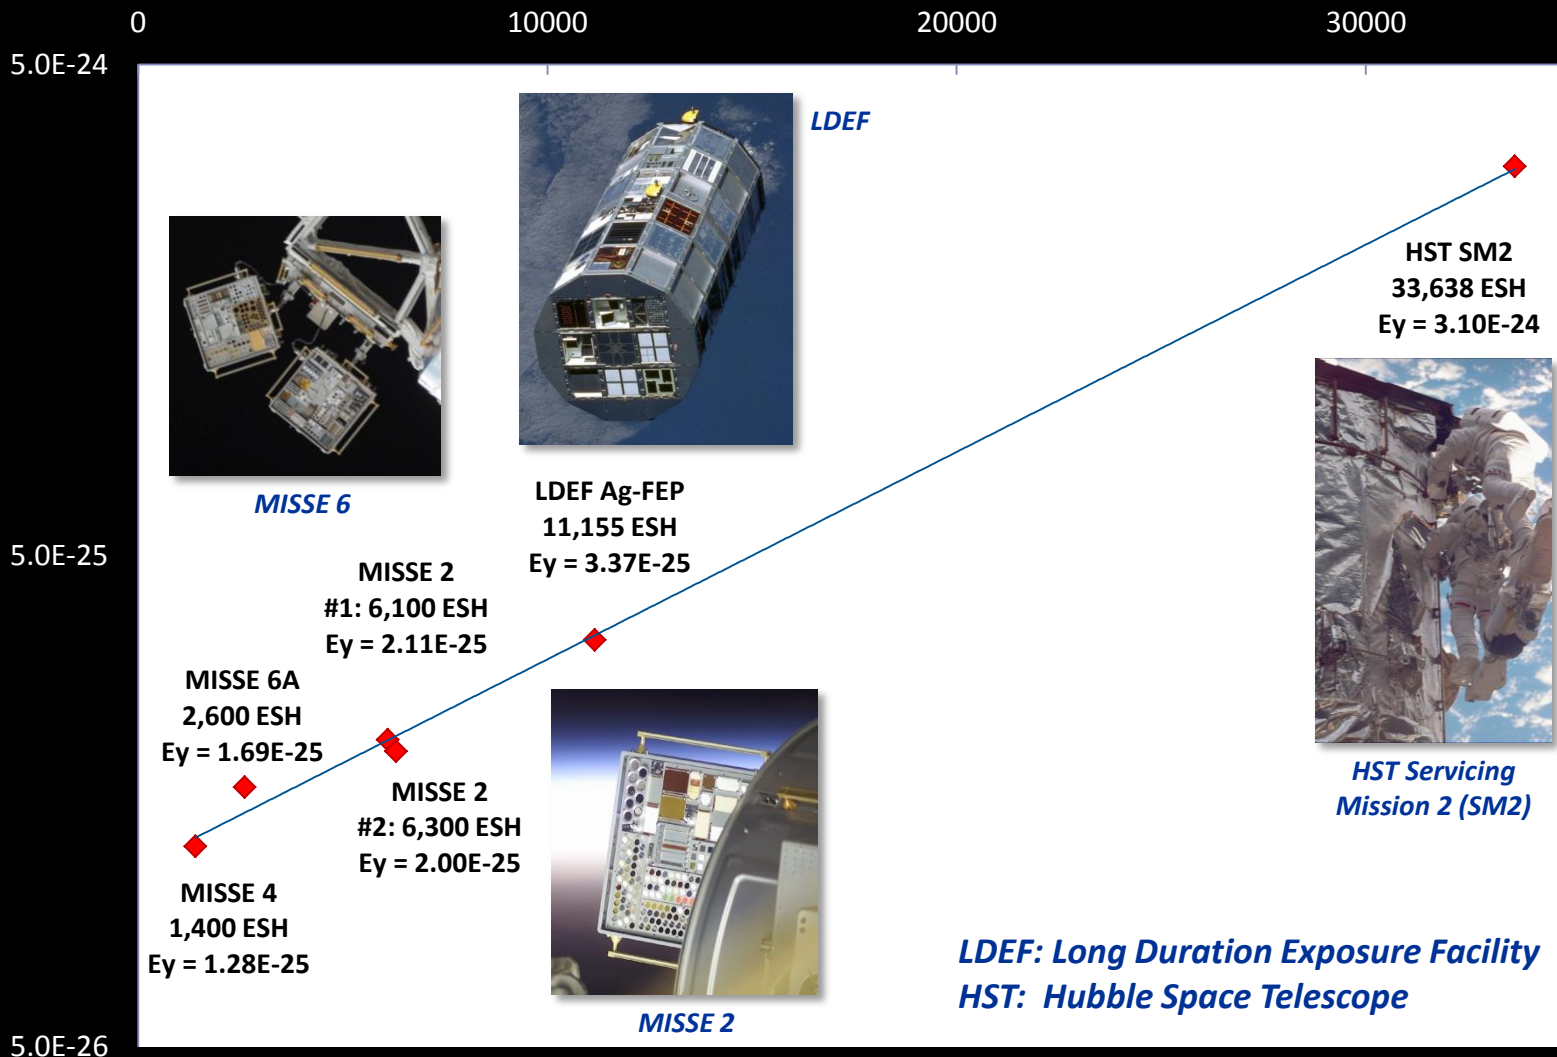 0
10000
20000
30000
5.0E-24
5.0E-25
5.0E-26
LDEF
HST SM2
33,638 ESH
Ey = 3.10E-24
MISSE 6
LDEF Ag-FEP
11,155 ESH
Ey = 3.37E-25
MISSE 2
#1: 6,100 ESH
Ey = 2.11E-25
MISSE 6A
2,600 ESH
Ey = 1.69E-25
MISSE 2
#2: 6,300 ESH
Ey = 2.00E-25
MISSE 4
1,400 ESH
Ey = 1.28E-25
HST Servicing
Mission 2 (SM2)
MISSE 2
LDEF: Long Duration Exposure Facility
HST: Hubble Space Telescope